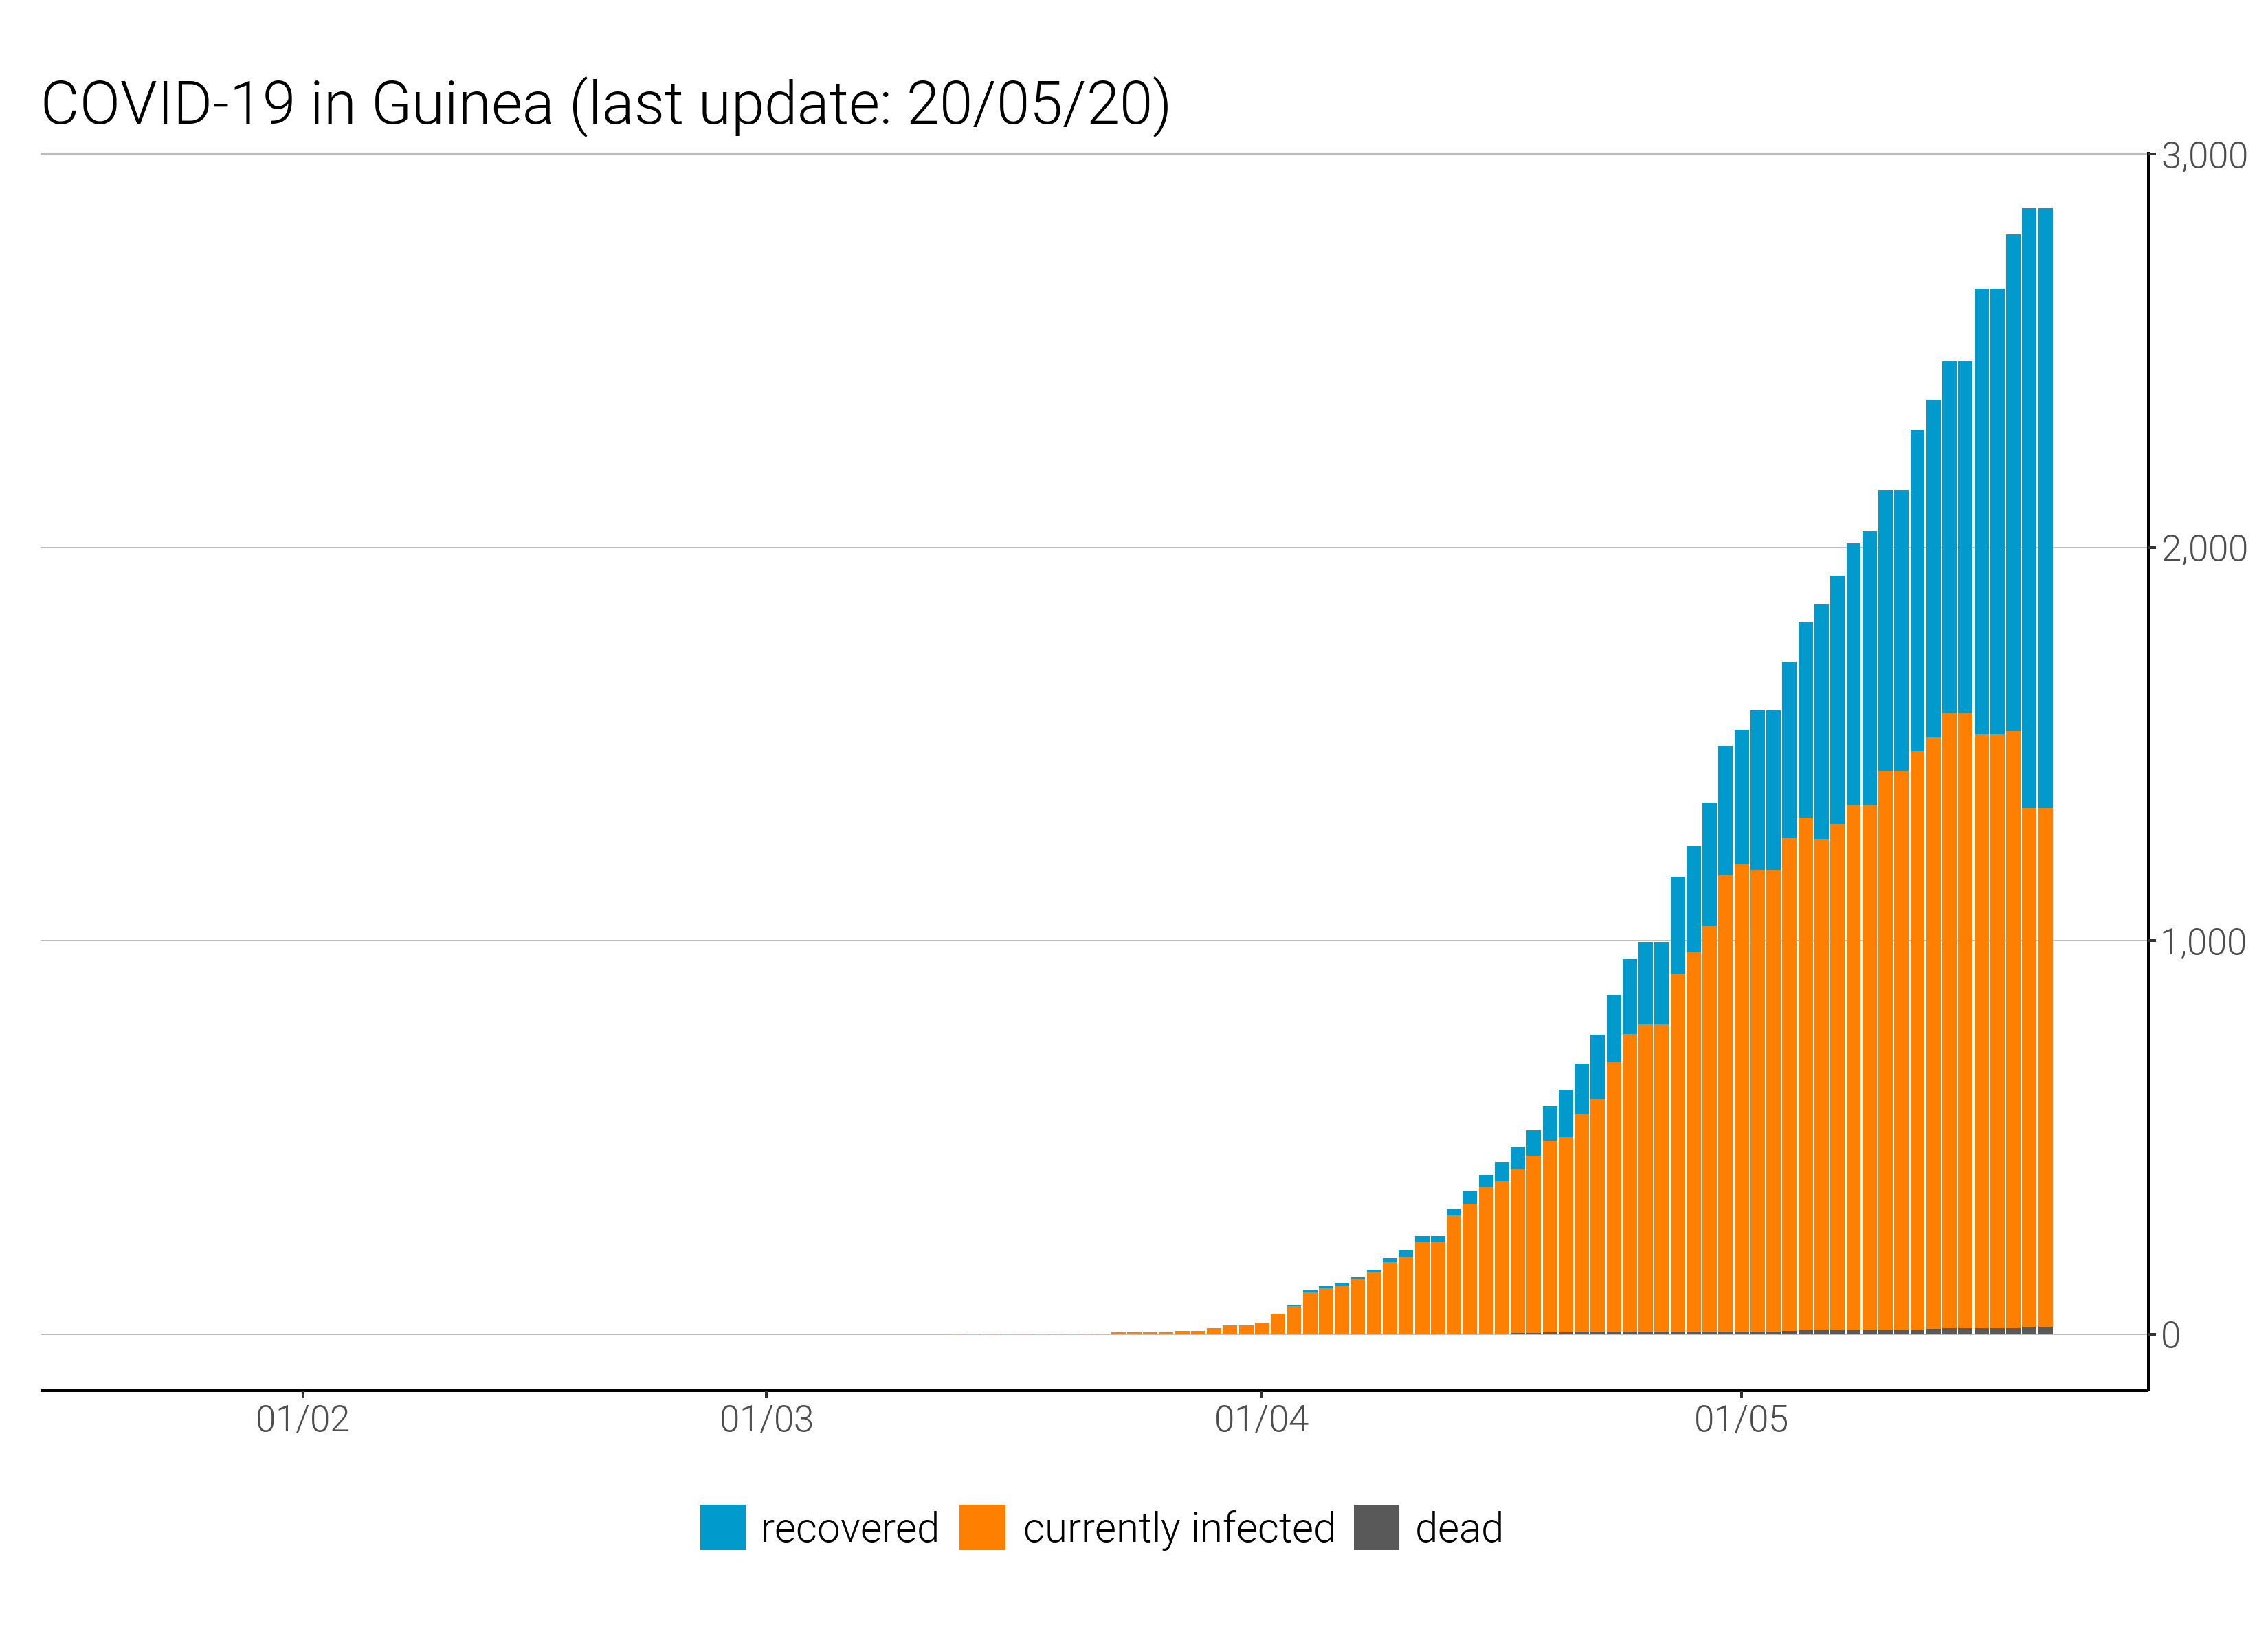 COVID-19 in Guinea (last update: 20/05/20)
3,000
2,000
1,000
0
01/02 01/03 01/04 01/05
recovered currently infected dead